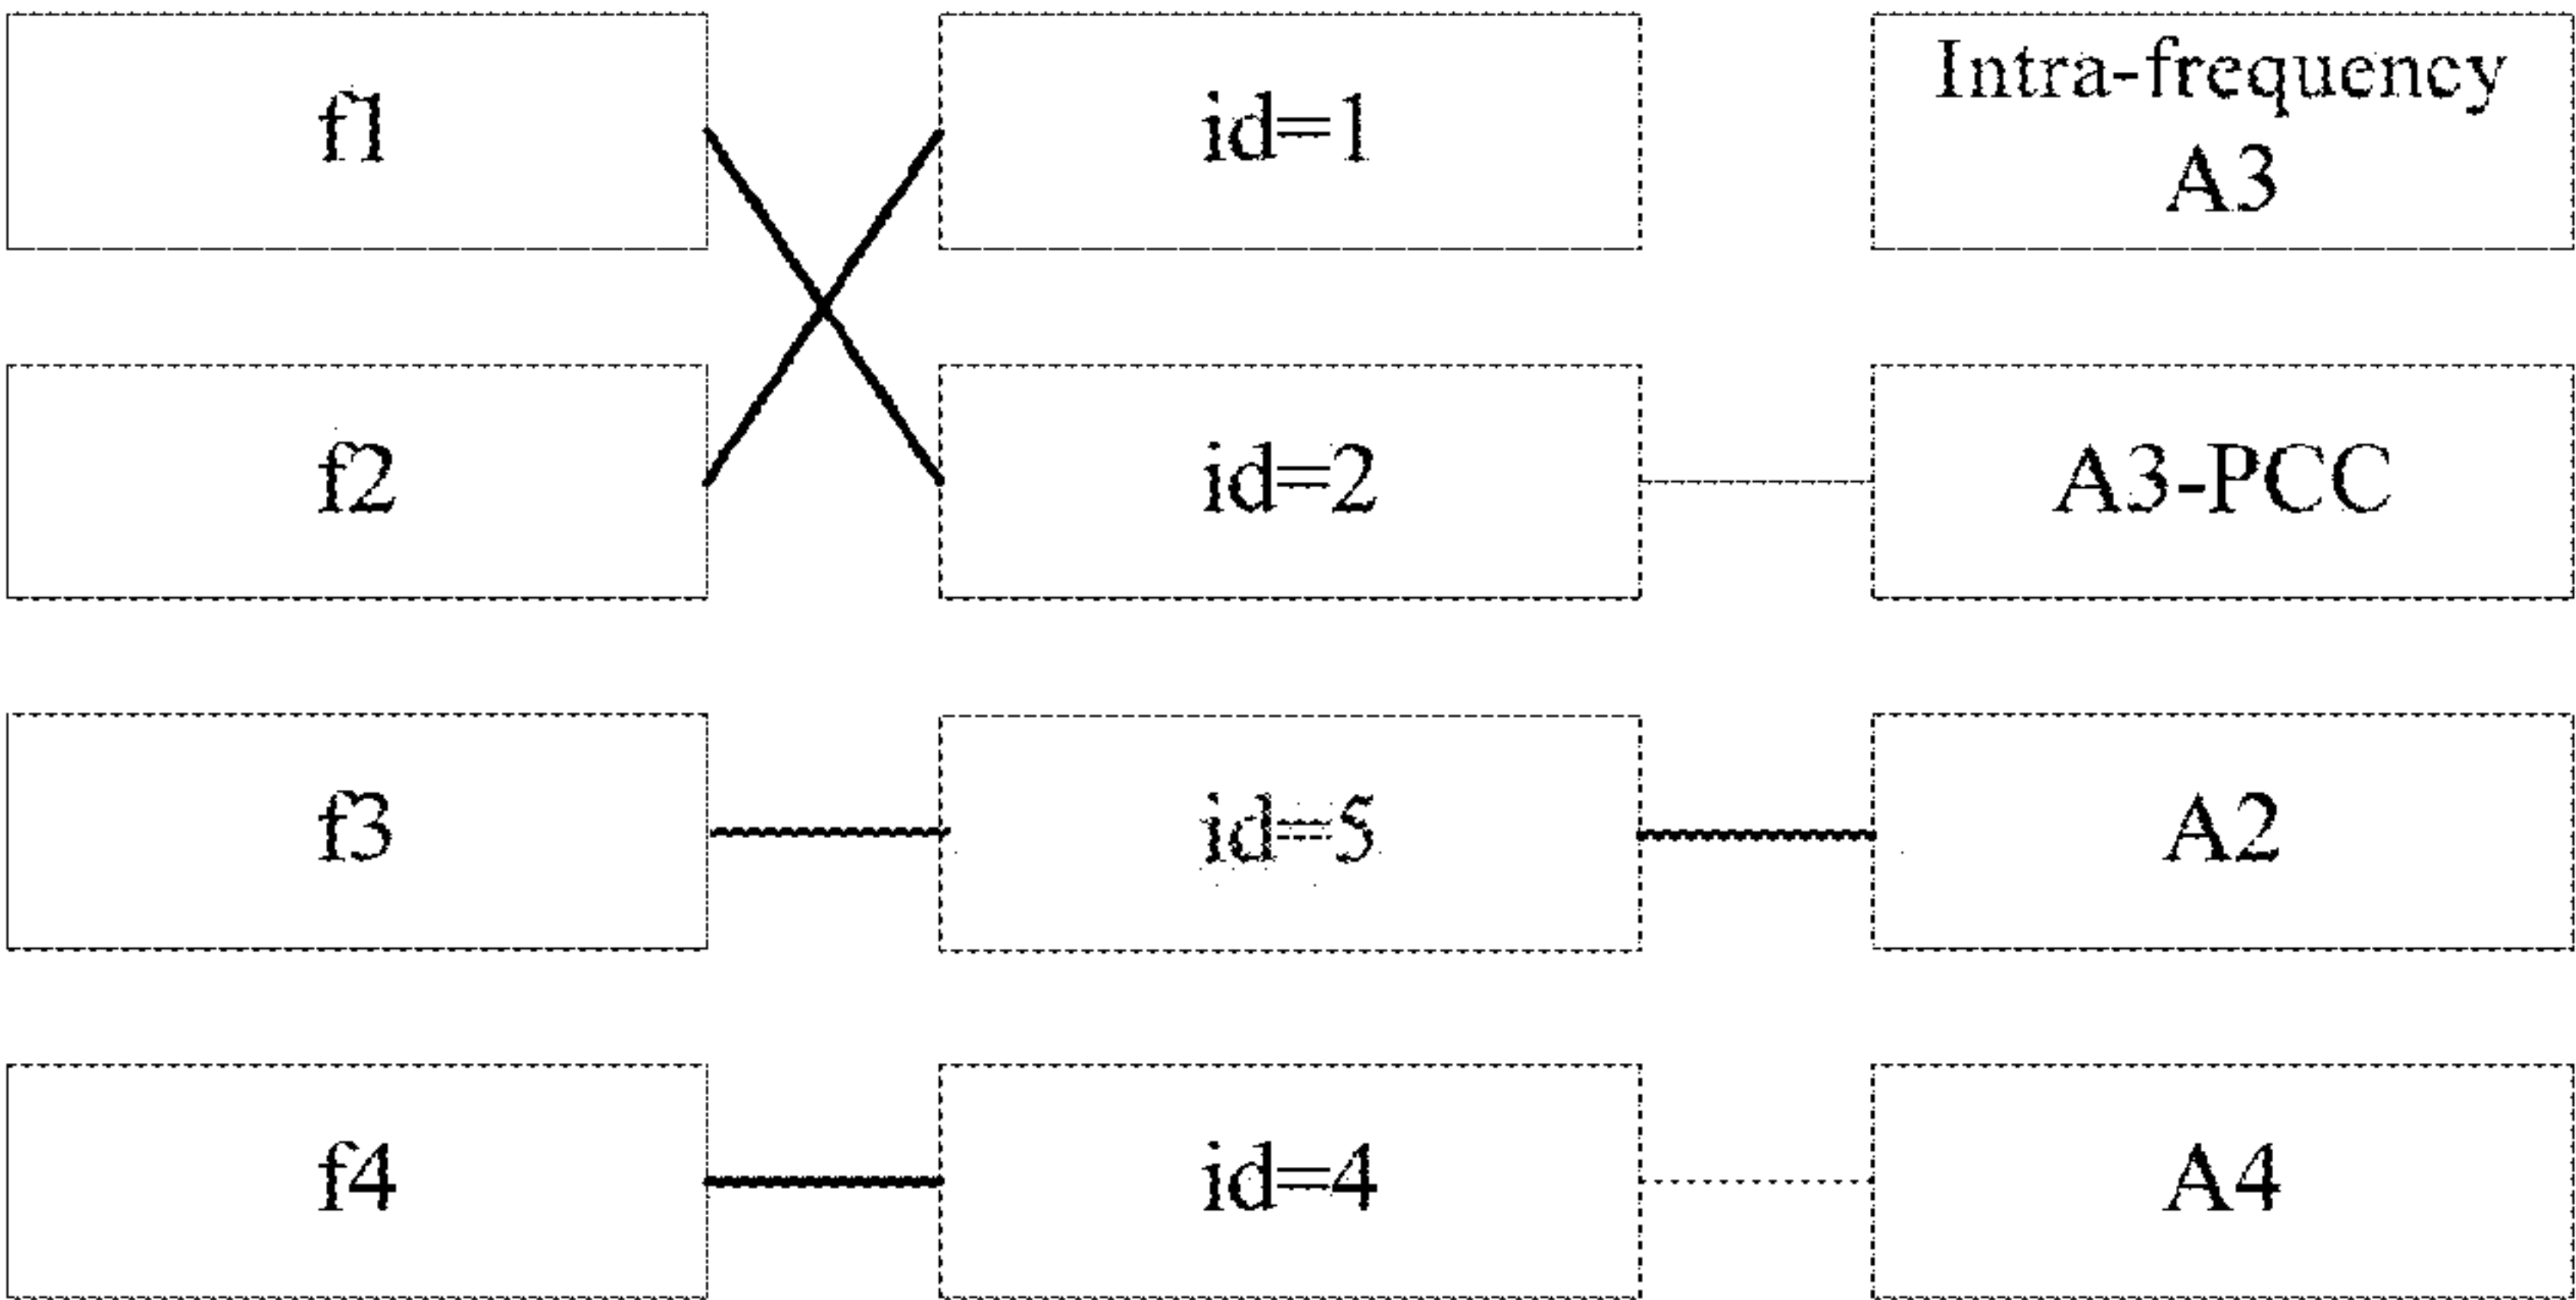 f1
id=1
Intra-frequency
A3
f2
id=2
A3-PCC
f3
id=5
A2
f4
id=4
A4